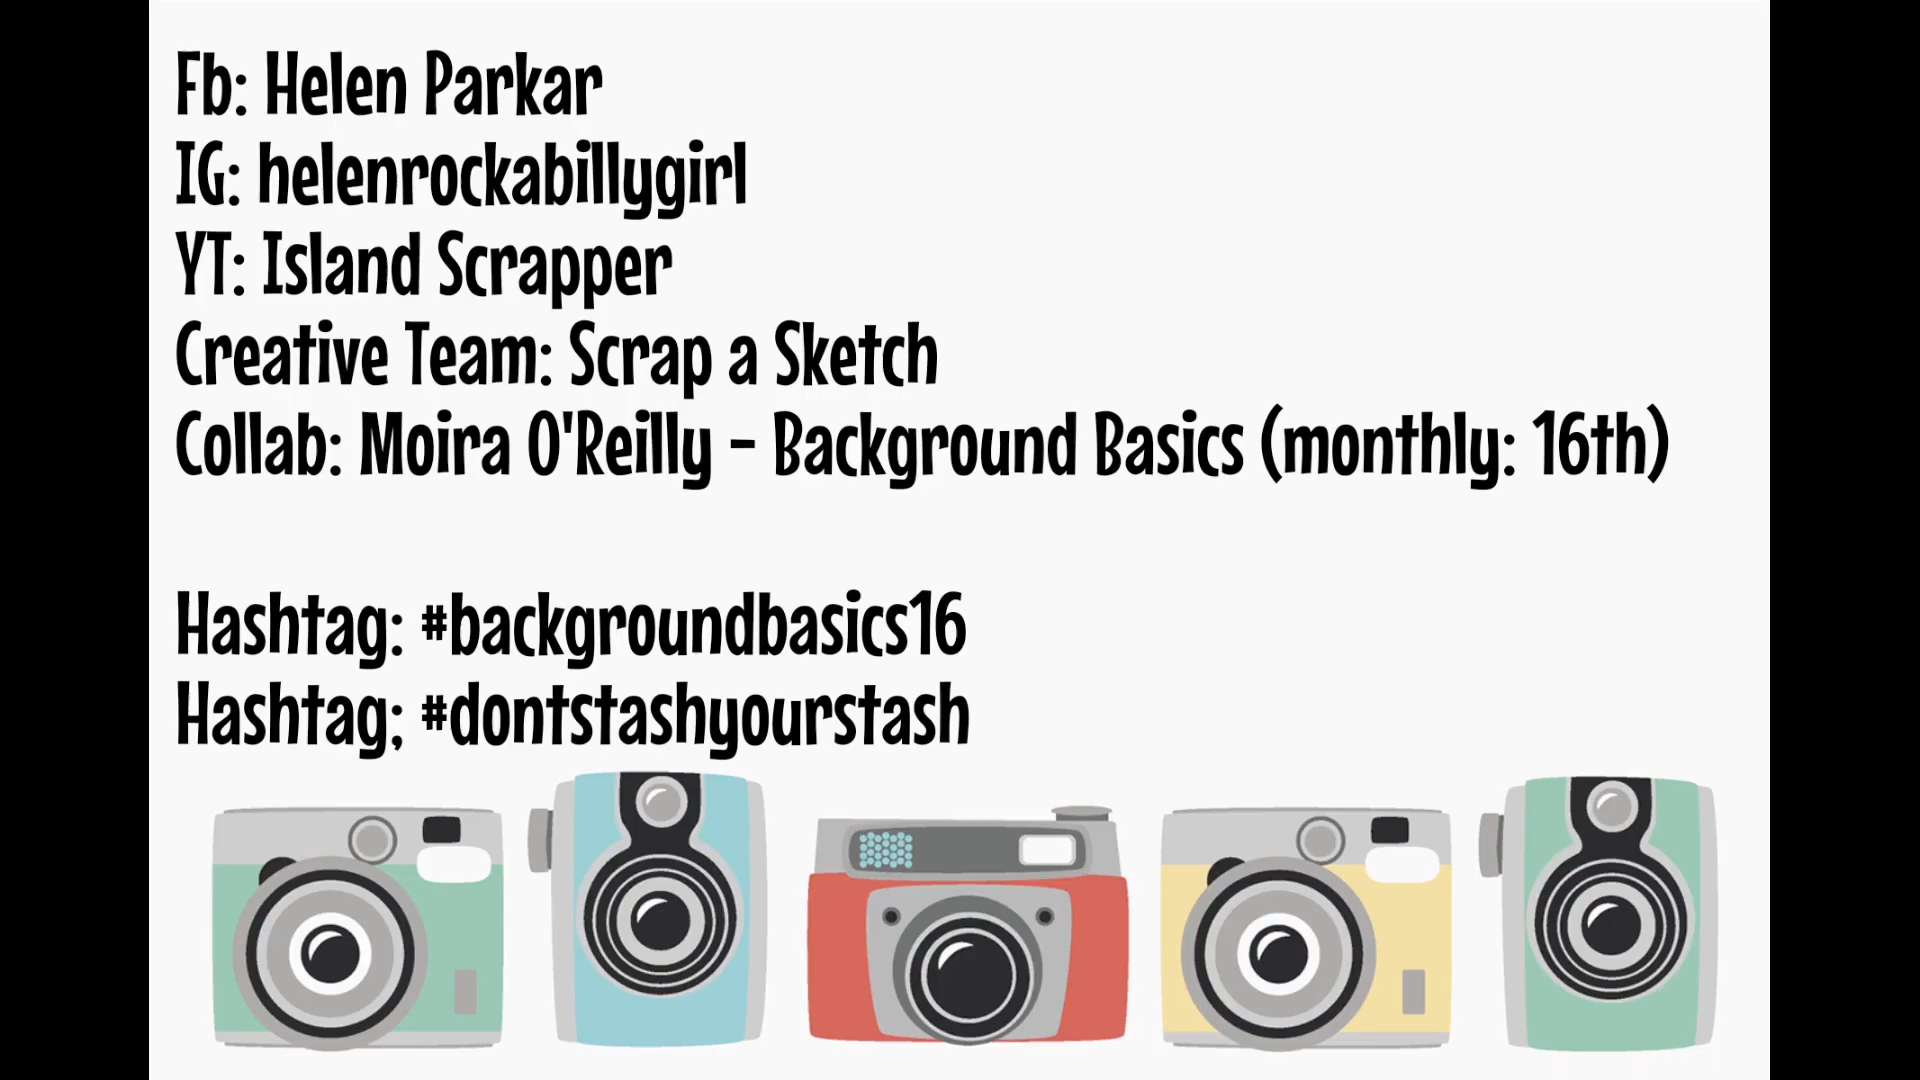 Fb: Helen Parkar
IG: helenrockabillygirl
YT: Island Scrapper
Creative Team: Scrap a Sketch
Collab: Moira O'Reilly - Background Basics (monthly: 16th)
Hashtag: #backgroundbasics16
Hashtag; #dontstashyourstash